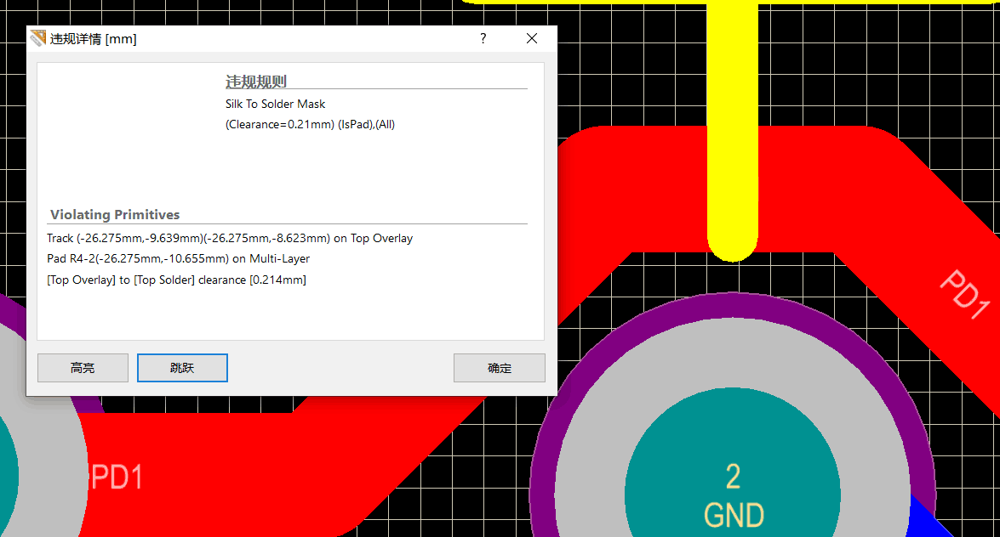 违规详情 [mm]
?
违规规则
Silk To Solder Mask
(Clearance=0.21mm) (IsPad),(All)
Violating Primitives
Track (-26.275mm,-9.639mm)(-26.275mm,-8.623mm) on Top Overlay
Pad R4-2(-26.275mm,-10.655mm) on Multi-Layer
[Top Overlay] to [Top Solder] clearance [0.214mm]
高亮
跳跃
确定
PD1
PD1
2
GND